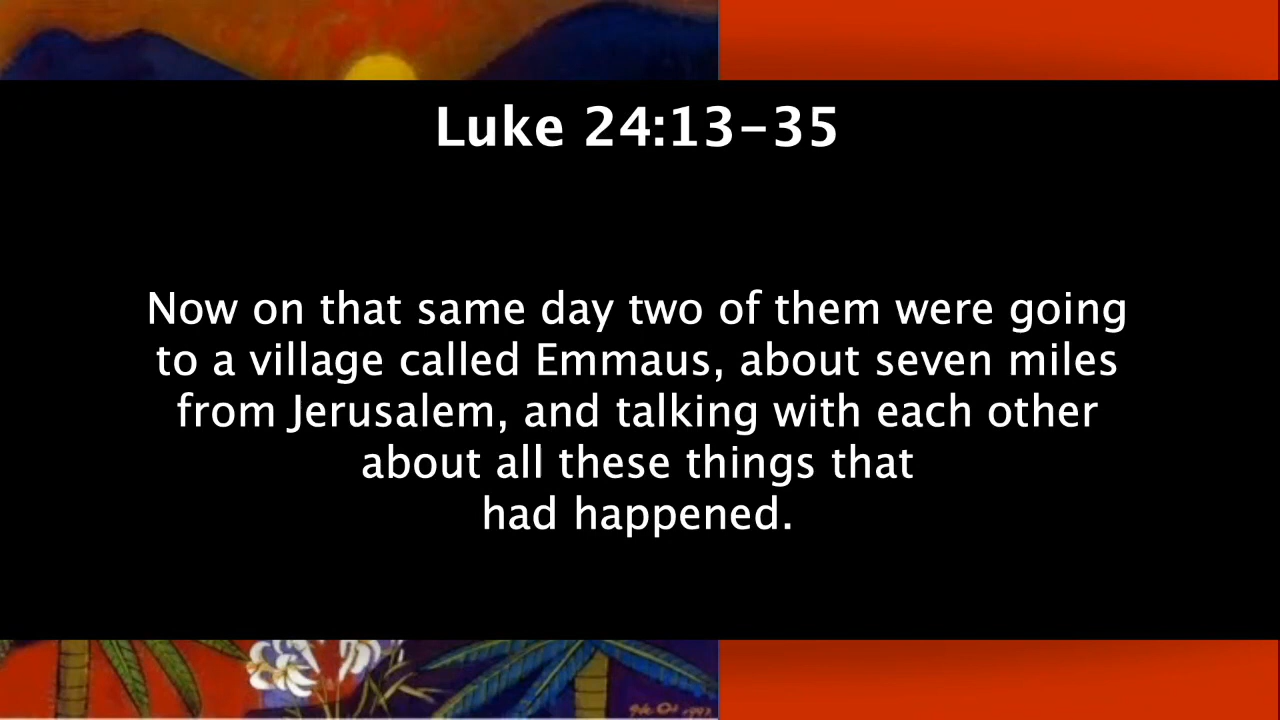 Luke 24:13-35
Now on that same day two of them were going
to a village called Emmaus, about seven miles
from Jerusalem, and talking with each other
about all these things that
had happened.